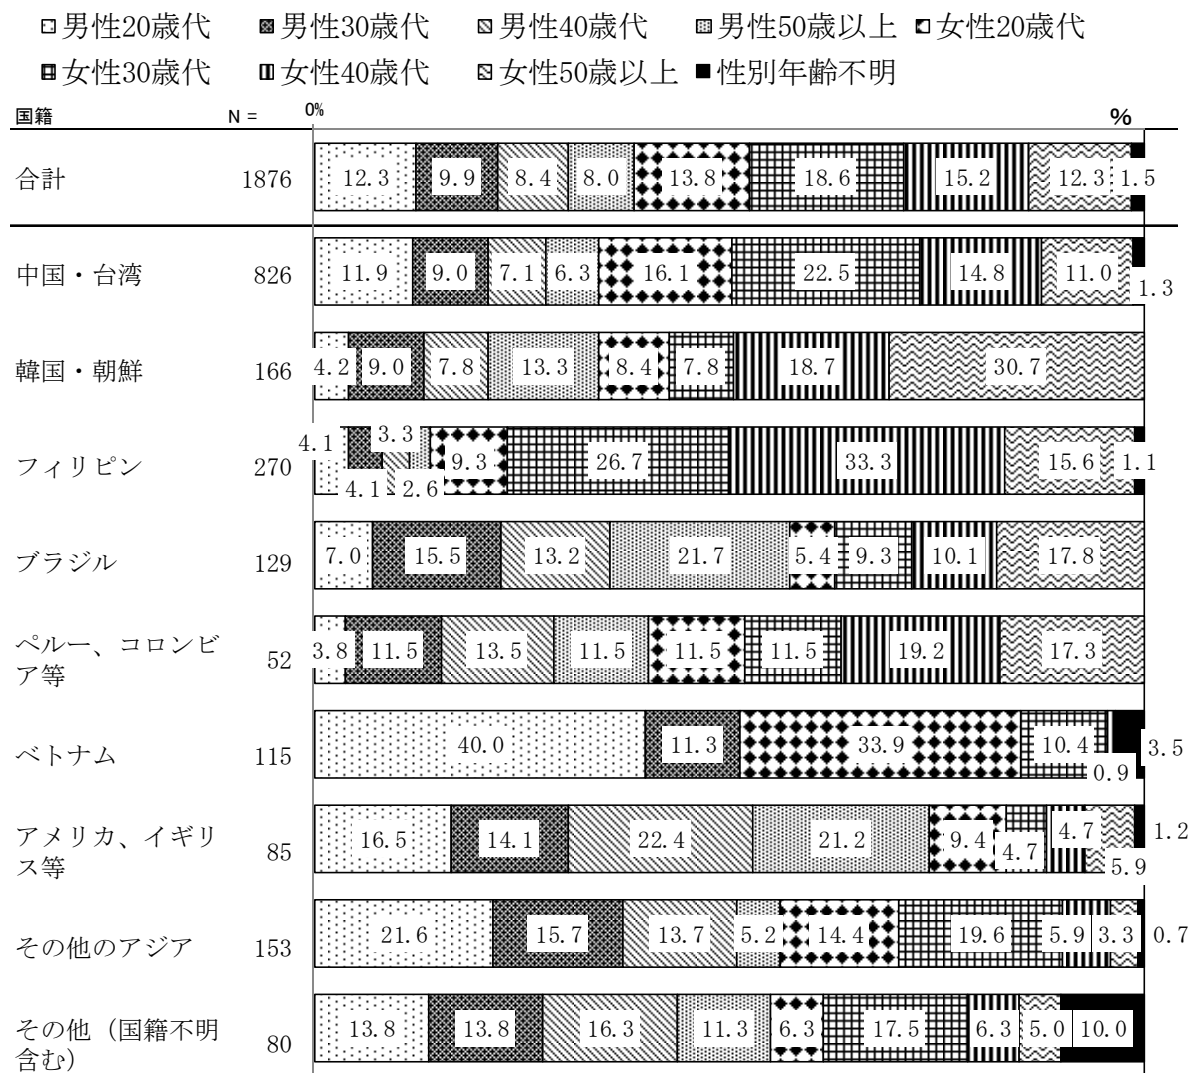 男性20歳代 男性30歳代 男性40歳代 男性50歳以上 女性20歳代
女性30歳代 女性40歳代 女性50歳以上 性別年齢不明
国籍 N = 0% %
合計 1876 12.3 9.9 8.4 8.0 13.8 18.6 15.2 12.3 1.5
中国・台湾 826 11.9 9.0 7.1 6.3 16.1 22.5 14.8 11.0 1.3
韓国・朝鮮 166 4.2 9.0 7.8 13.3 8.4 7.8 18.7 30.7
フィリピン 270 4.1 4.1 3.3 2.6 9.3 26.7 33.3 15.6 1.1
ブラジル 129 7.0 15.5 13.2 21.7 5.4 9.3 10.1 17.8
ペルー、コロンビ
ア等 52 3.8 11.5 13.5 11.5 11.5 11.5 19.2 17.3
ベトナム 115 40.0 11.3 33.9 10.4 0.9 3.5
アメリカ、イギリ
ス等 85 16.5 14.1 22.4 21.2 9.4 4.7 4.7 5.9 1.2
その他のアジア 153 21.6 15.7 13.7 5.2 14.4 19.6 5.9 3.3 0.7
その他（国籍不明
含む） 80 13.8 13.8 16.3 11.3 6.3 17.5 6.3 5.0 10.0